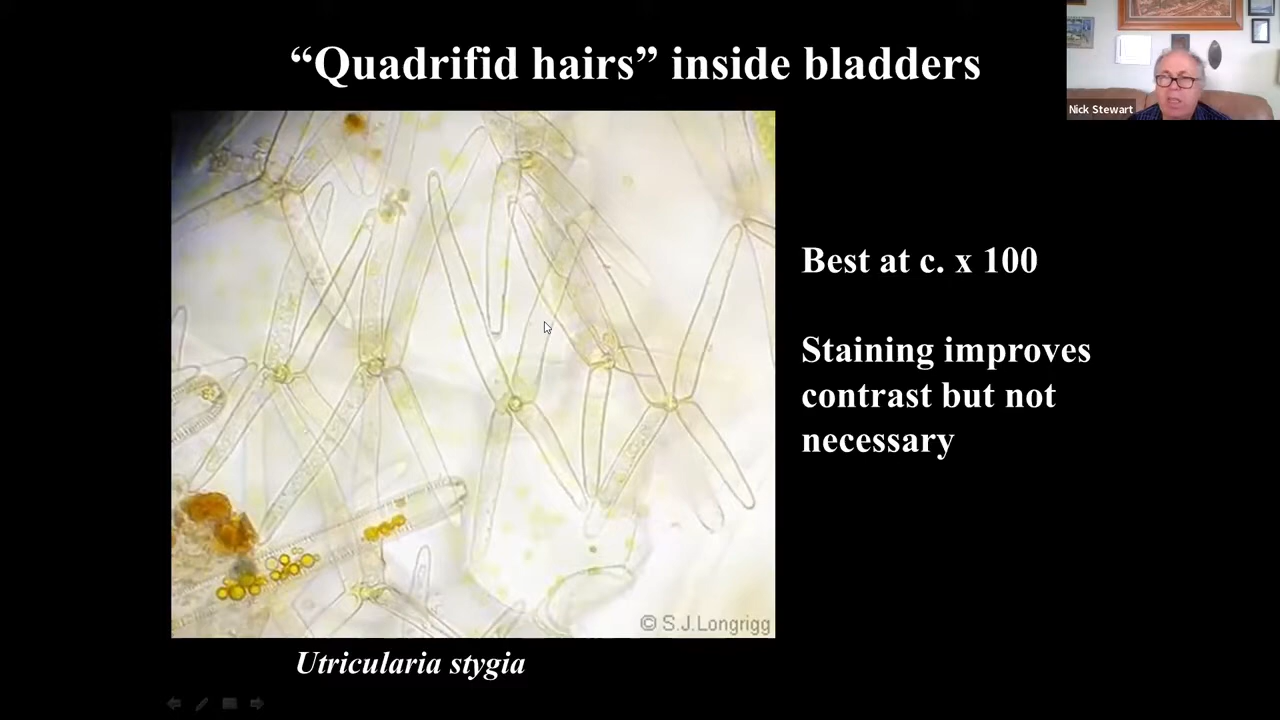 “Quadrifid hairs” inside bladders
Nick Stewart
Best at c. x 100
Staining improves
contrast but not
necessary
© S.J.Longrigg
Utricularia stygia